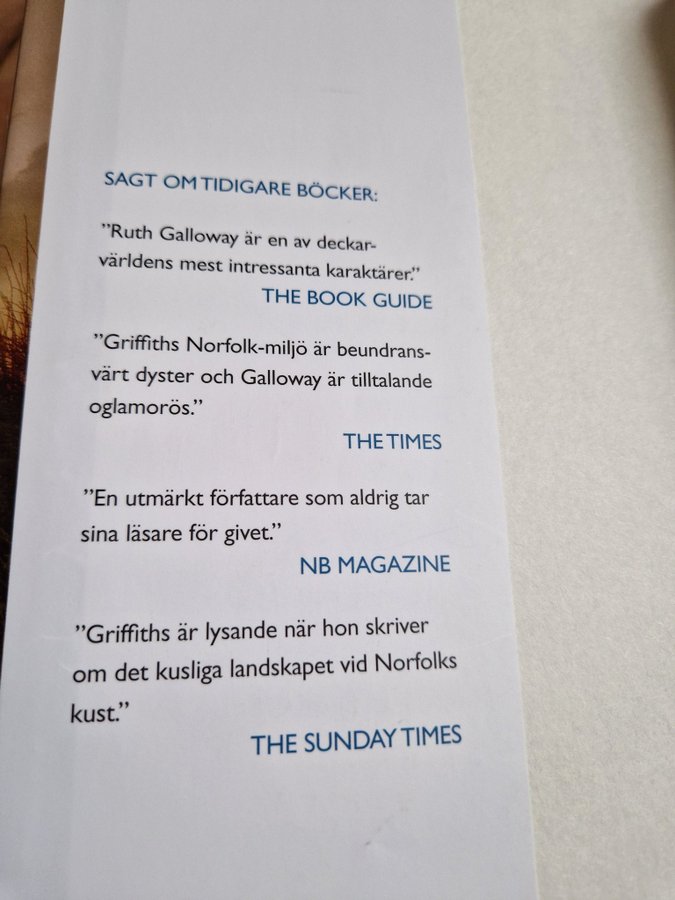 SAGT OM TIDIGARE BÖCKER:
”Ruth Galloway är en av deckar-
världens mest intressanta karaktärer.”
THE BOOK GUIDE
”Griffiths Norfolk-miljö är beundrans-
värt dyster och Galloway är tilltalande
oglamorös.”
THE TIMES
”En utmärkt författare som aldrig tar
sina läsare för givet.”
NB MAGAZINE
”Griffiths är lysande när hon skriver
om det kusliga landskapet vid Norfolks
kust.”
THE SUNDAY TIMES